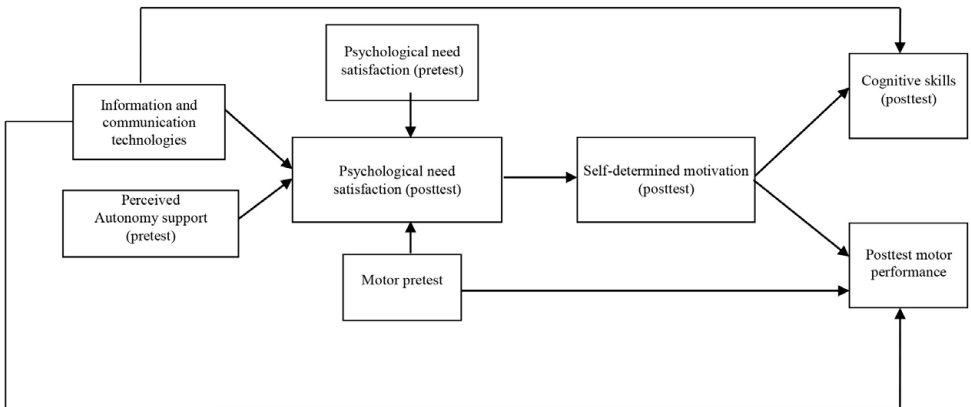 Psychological need
satisfaction (pretest)
Cognitive skills
(posttest)
Information and
communication
technologies
Psychological need
satisfaction (posttest)
Self-determined motivation
(posttest)
Perceived
Autonomy support
(pretest)
Posttest motor
performance
Motor pretest